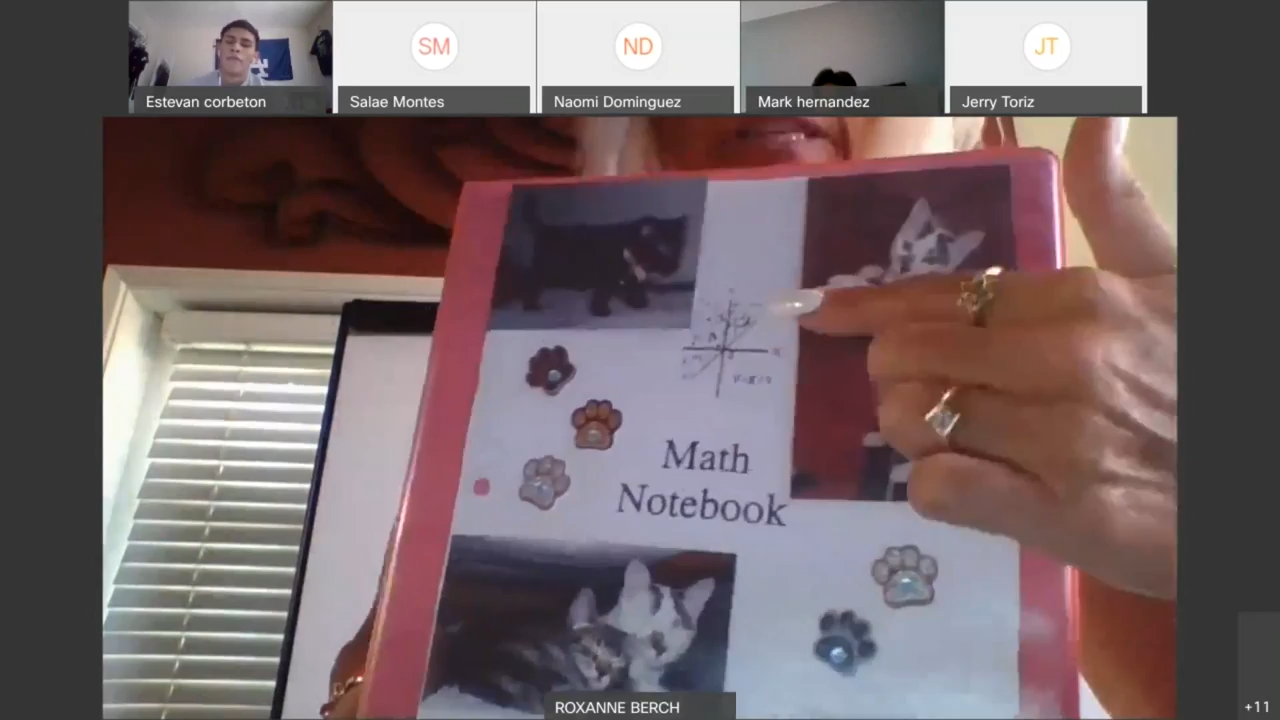 SM
ND
JT
Estevan corbeton
Salae Montes
Naomi Dominguez
Mark hernandez
Jerry Toriz
Math
Notebook
ROXANNE BERCH
+11